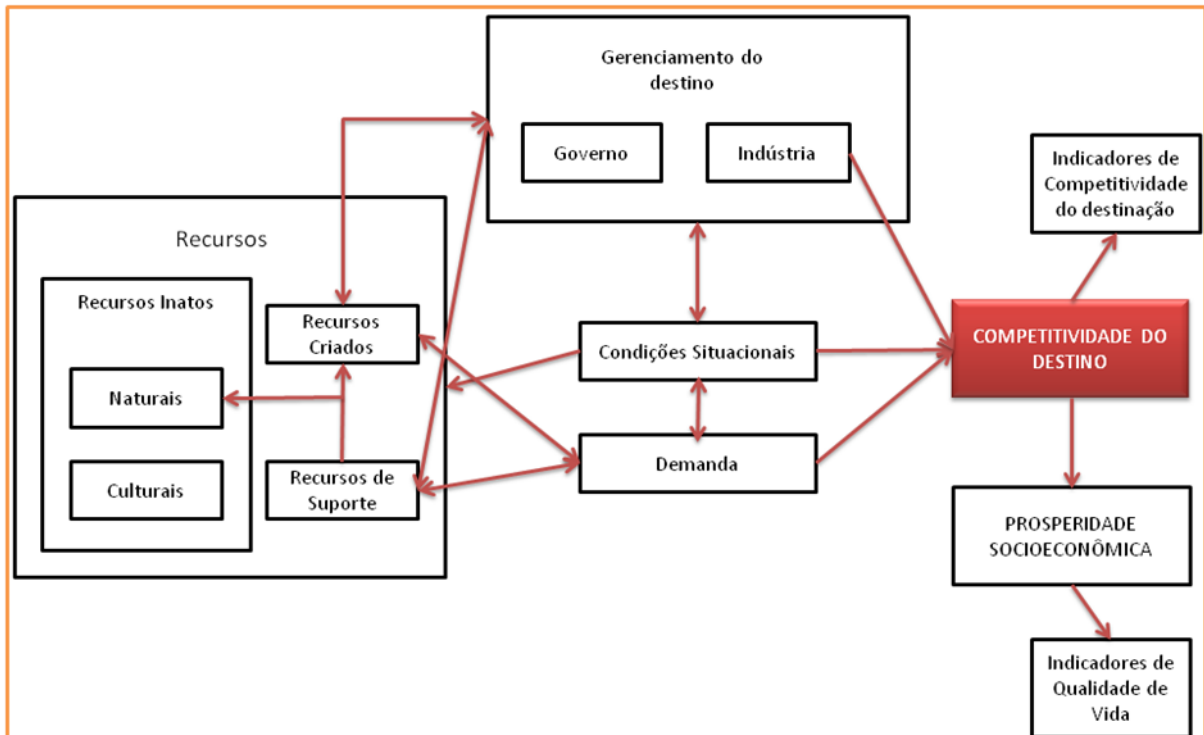 Gerenciamento do
destino
Governo
Indústria
Recursos
Recursos Inatos
Naturais
Culturais
Recursos
Criados
Recursos de
Suporte
Condições Situacionais
Demanda
Indicadores de
Competitividade
do destinação
COMPETITIVIDADE DO
DESTINO
PROSPERIDADE
SOCIOECONÔMICA
Indicadores de
Qualidade de
Vida